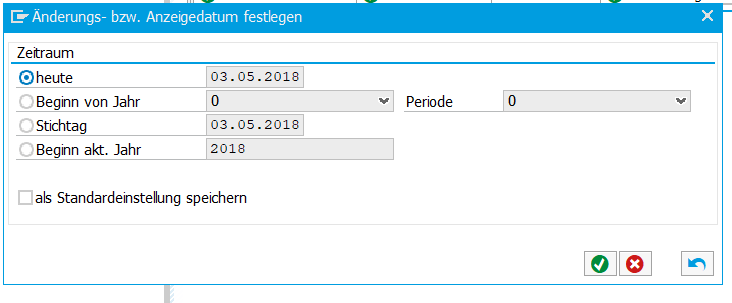 Änderungs- bzw. Anzeigedatum festlegen
Zeitraum
heute 03.05.2018
Beginn von Jahr 0 Periode 0
Stichtag 03.05.2018
Beginn akt. Jahr 2018
als Standardeinstellung speichern